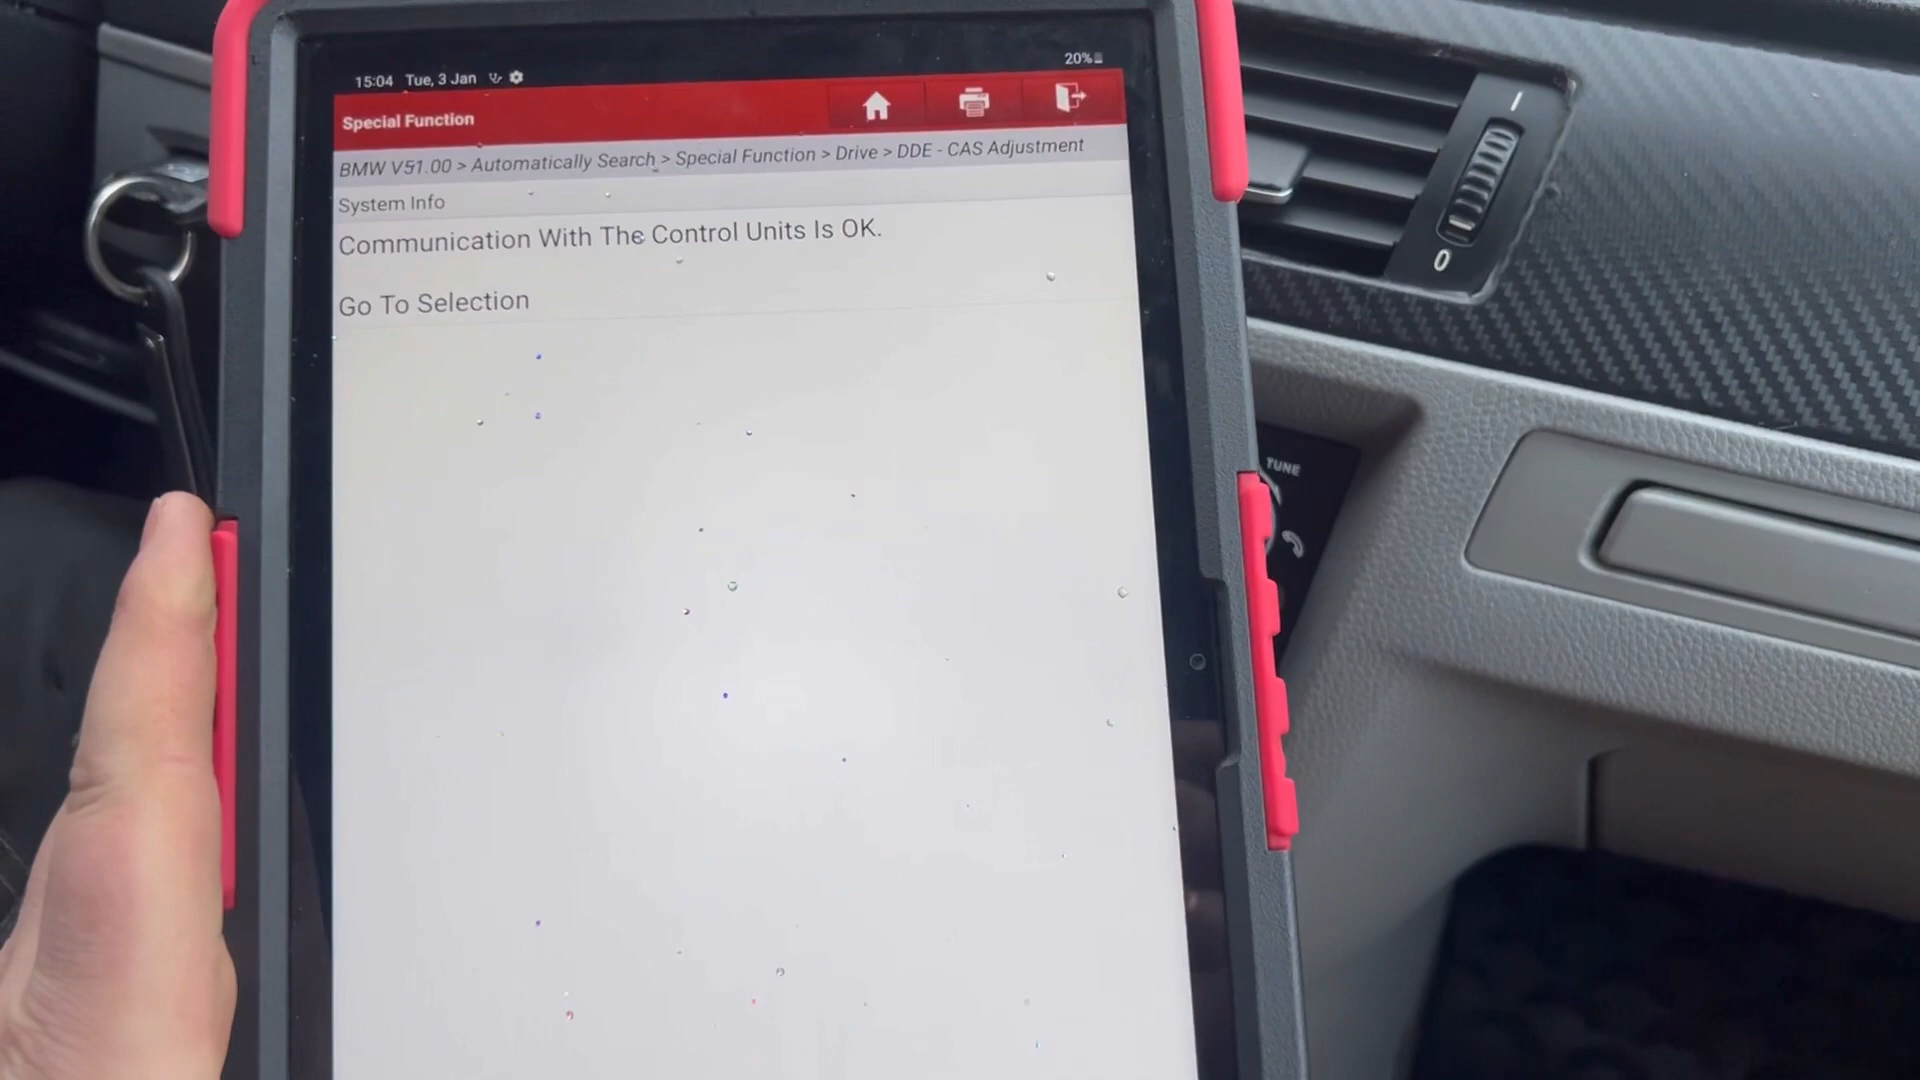 15:04 Tue, 3 Jan
20%
Special Function
BMW V51.00 > Automatically Search > Special Function > Drive > DDE - CAS Adjustment
System Info
Communication With The Control Units Is OK.
Go To Selection
TUNE
I
0